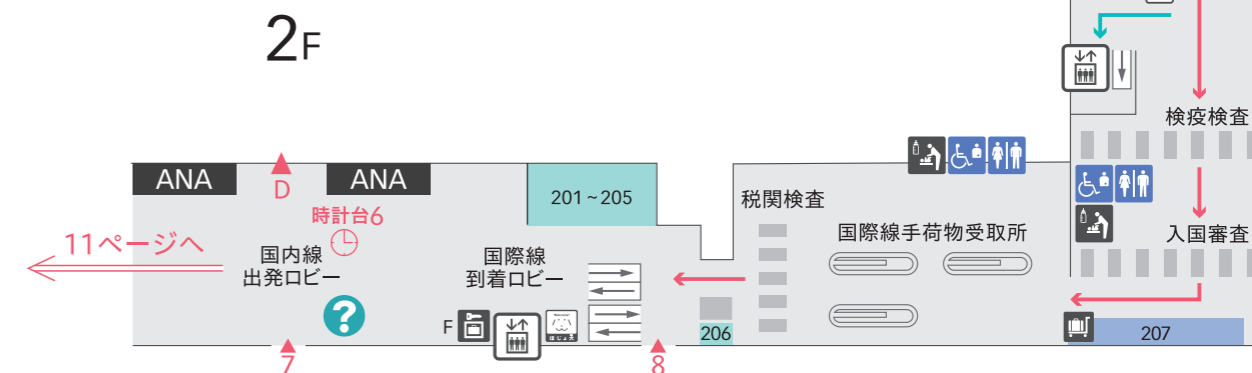 2F
検疫検査
ANA
D
ANA
201~205
税関検査
時計台6
11ページへ
国内線
出発ロビー
国際線
到着ロビー
国際線手荷物受取所
入国審査
?
F
206
207
7
8